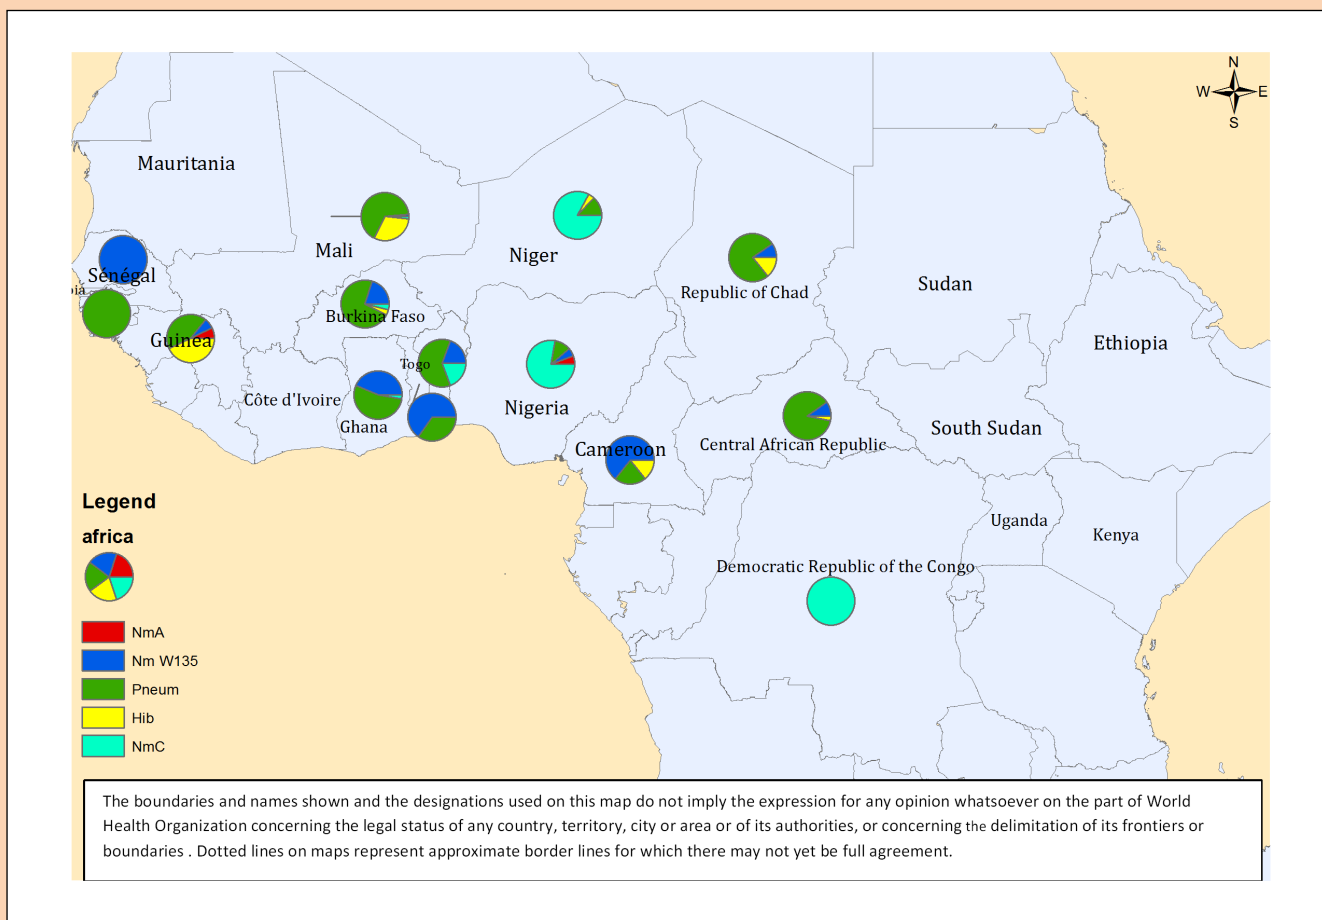 N
W E
S
Mauritania
Mali
Niger
Sénégal
Republic of Chad
Sudan
Burkina Faso
Guinea
Ethiopia
Togo
Côte d'Ivoire
Nigeria
Ghana
South Sudan
Cameroon
Central African Republic
Legend
Uganda
Kenya
africa
Democratic Republic of the Congo
NmA
Nm W135
Pneum
Hib
NmC
The boundaries and names shown and the designations used on this map do not imply the expression for any opinion whatsoever on the part of World
Health Organization concerning the legal status of any country, territory, city or area or of its authorities, or concerning the delimitation of its frontiers or
boundaries . Dotted lines on maps represent approximate border lines for which there may not yet be full agreement.